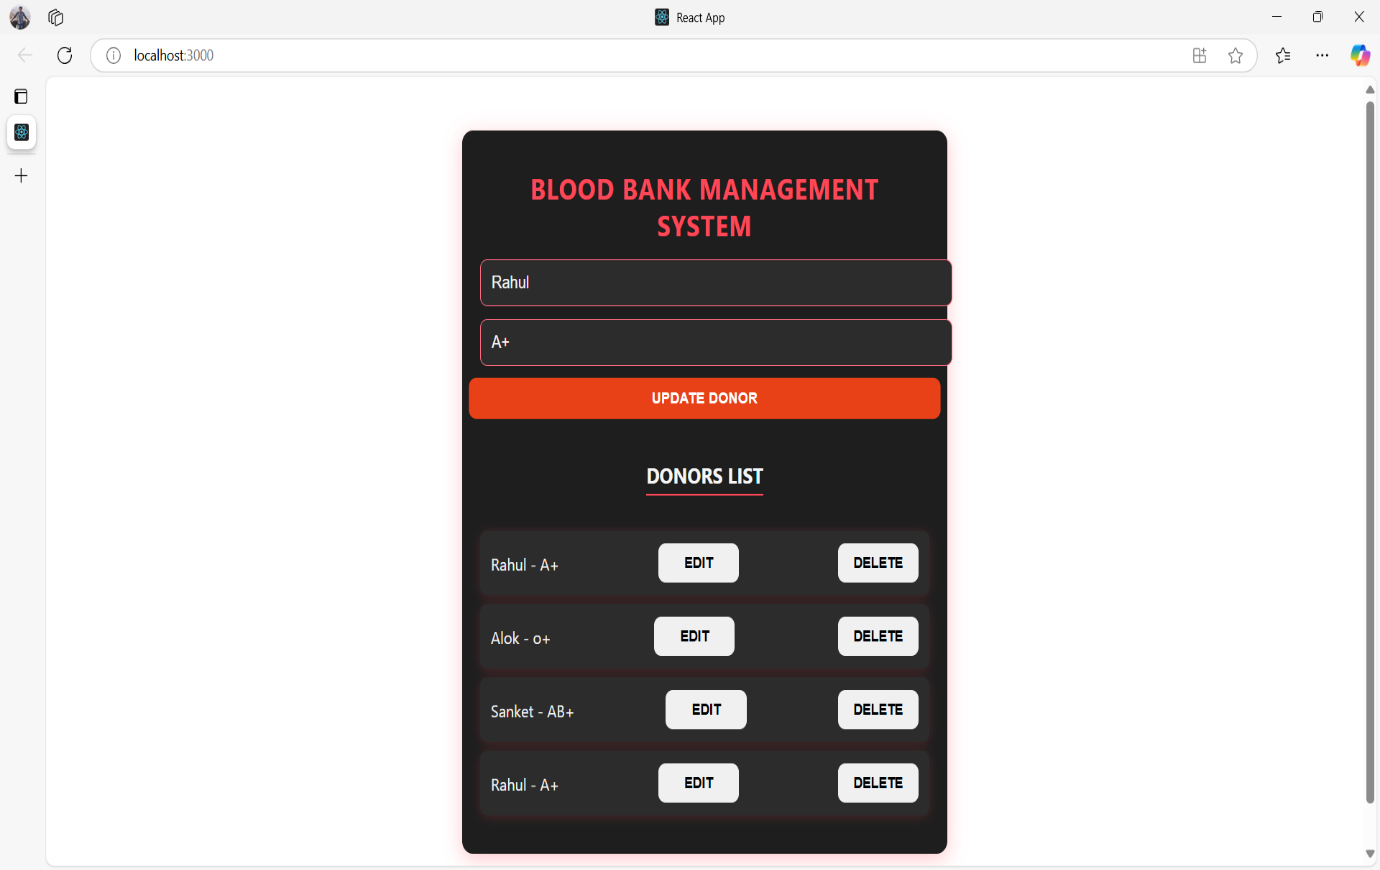 React App
localhost:3000
BLOOD BANK MANAGEMENT
SYSTEM
Rahul
A+
UPDATE DONOR
DONORS LIST
Rahul - A+ EDIT DELETE
Alok - o+ EDIT DELETE
Sanket - AB+ EDIT DELETE
Rahul - A+ EDIT DELETE